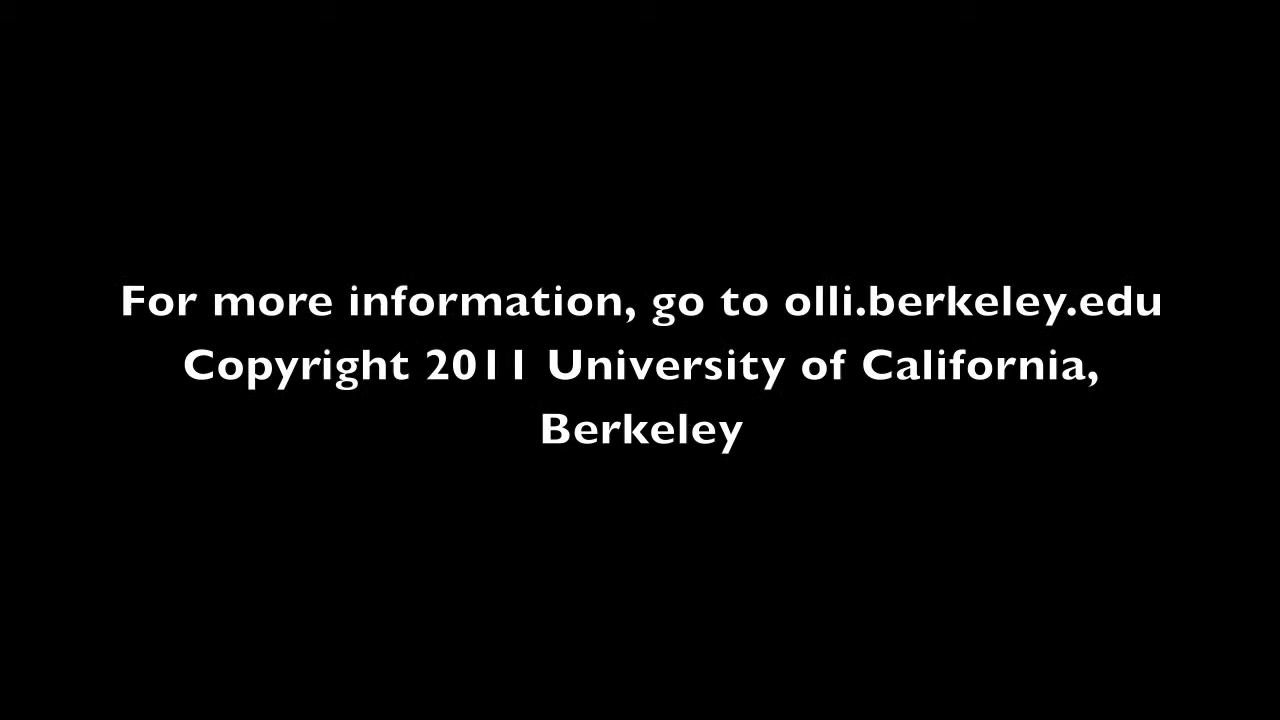 For more information, go to olli.berkeley.edu
Copyright 2011 University of California,
Berkeley